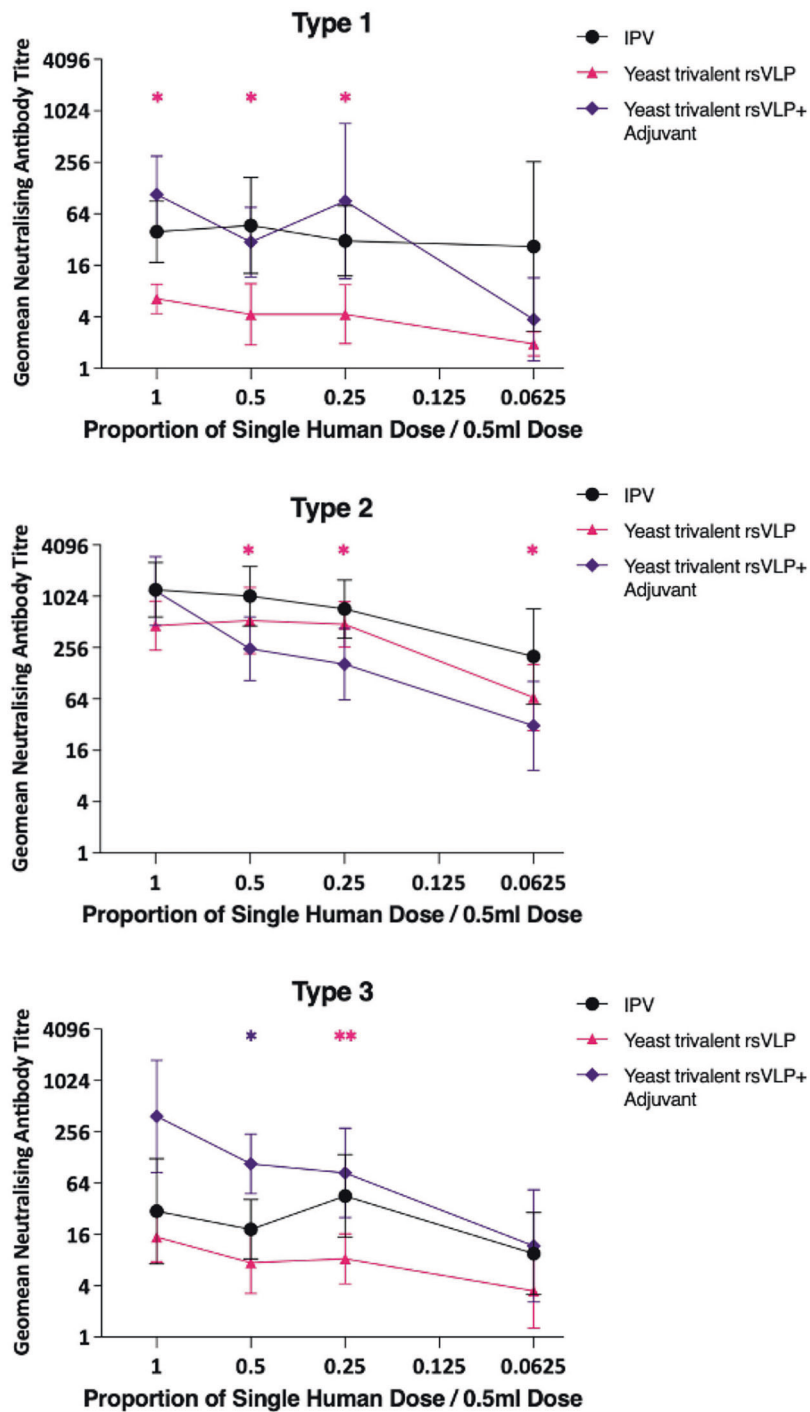 Type 1
IPV
Yeast trivalent rsVLP
Yeast trivalent rsVLP+
Adjuvant
Geomean Neutralising Antibody Titre
4096
1024
256
64
16
4
1
* * *
1 0.5 0.25 0.125 0.0625
Proportion of Single Human Dose / 0.5ml Dose
Type 2
IPV
Yeast trivalent rsVLP
Yeast trivalent rsVLP+
Adjuvant
Geomean Neutralising Antibody Titre
4096
1024
256
64
16
4
1
* * *
1 0.5 0.25 0.125 0.0625
Proportion of Single Human Dose / 0.5ml Dose
Type 3
IPV
Yeast trivalent rsVLP
Yeast trivalent rsVLP+
Adjuvant
Geomean Neutralising Antibody Titre
4096
1024
256
64
16
4
1
* **
1 0.5 0.25 0.125 0.0625
Proportion of Single Human Dose / 0.5ml Dose